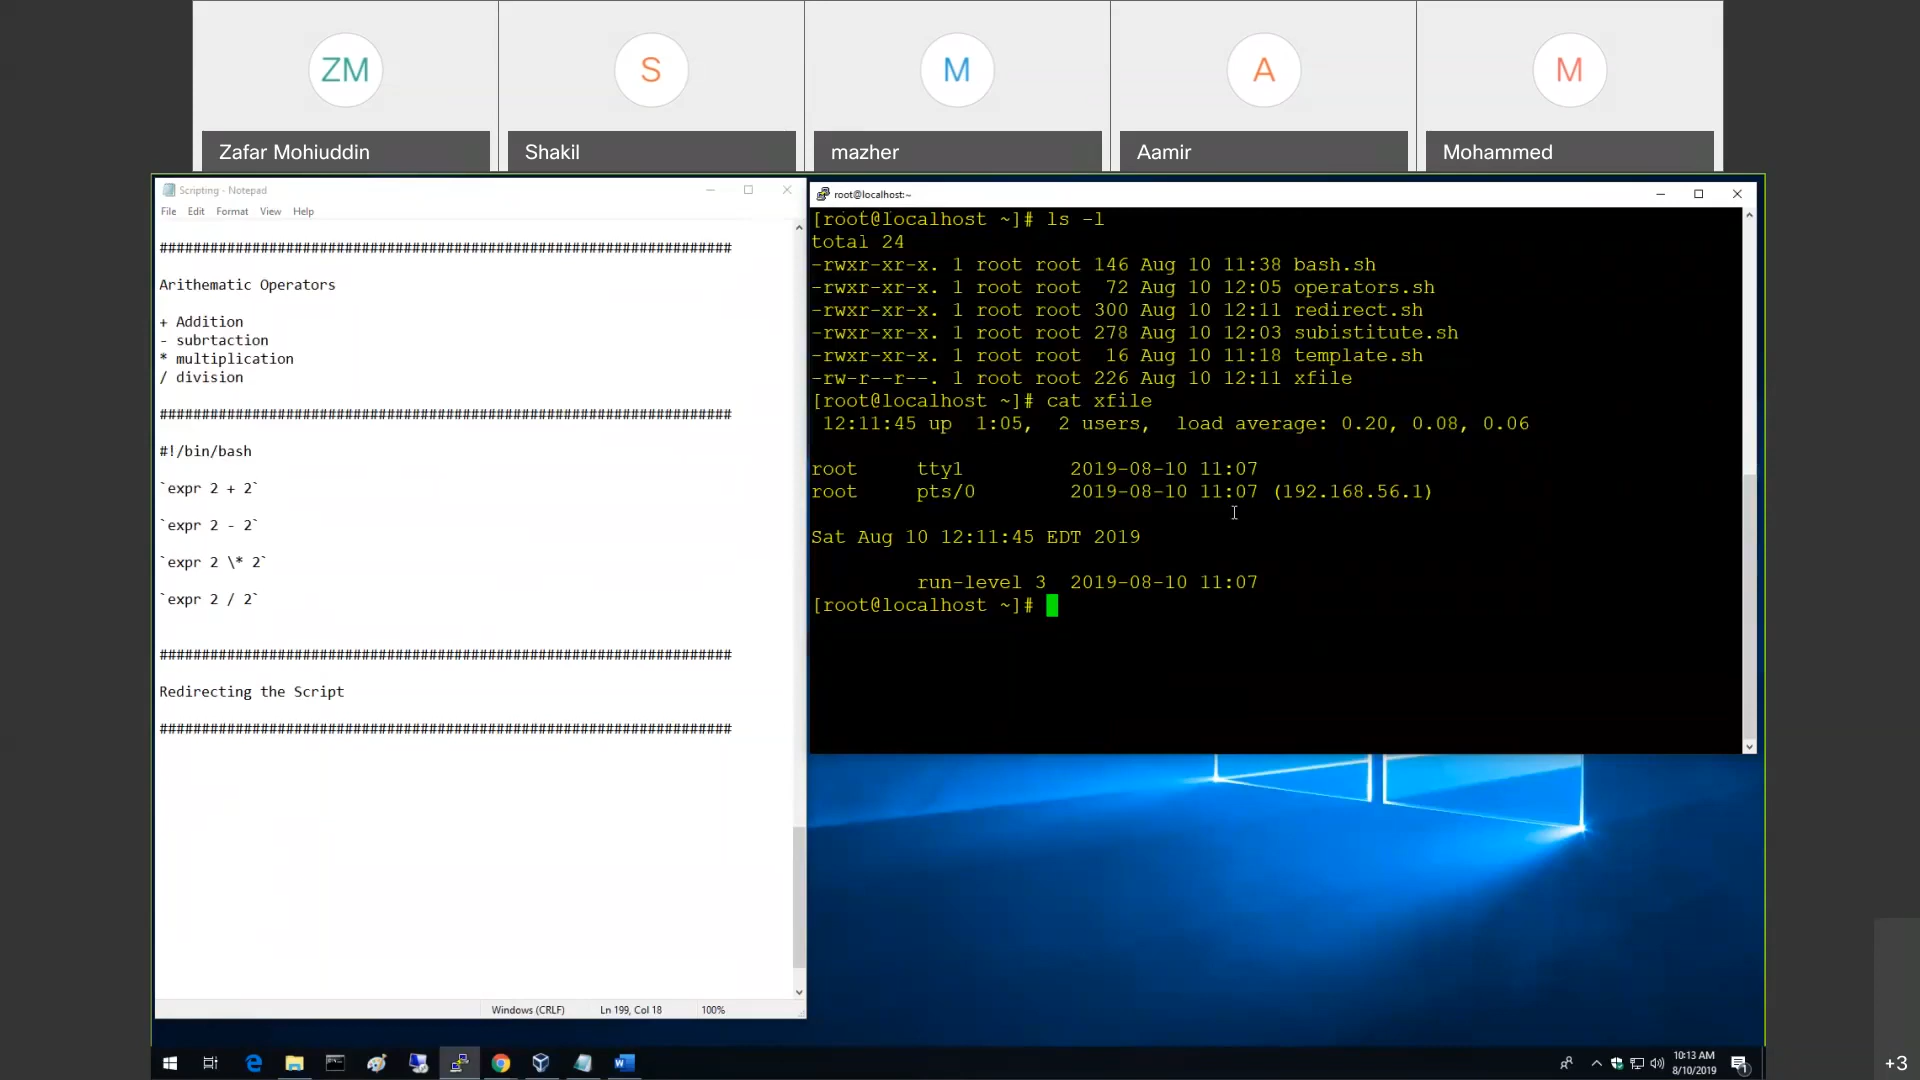 ZM
S
M
A
M
Zafar Mohiuddin
Shakil
mazher
Aamir
Mohammed
Scripting - Notepad
File Edit Format View Help
####################################################################
Arithematic Operators
+ Addition
- subrtaction
* multiplication
/ division
####################################################################
#!/bin/bash
`expr 2 + 2`
`expr 2 - 2`
`expr 2 \* 2`
`expr 2 / 2`
####################################################################
Redirecting the Script
####################################################################
Windows (CRLF) Ln 199, Col 18 100%
root@localhost:~
[root@localhost ~]# ls -l
total 24
-rwxr-xr-x. 1 root root 146 Aug 10 11:38 bash.sh
-rwxr-xr-x. 1 root root  72 Aug 10 12:05 operators.sh
-rwxr-xr-x. 1 root root 300 Aug 10 12:11 redirect.sh
-rwxr-xr-x. 1 root root 278 Aug 10 12:03 subistitute.sh
-rwxr-xr-x. 1 root root  16 Aug 10 11:18 template.sh
-rw-r--r--. 1 root root 226 Aug 10 12:11 xfile
[root@localhost ~]# cat xfile
 12:11:45 up  1:05,  2 users,  load average: 0.20, 0.08, 0.06
root     tty1         2019-08-10 11:07
root     pts/0        2019-08-10 11:07 (192.168.56.1)
Sat Aug 10 12:11:45 EDT 2019
         run-level 3  2019-08-10 11:07
[root@localhost ~]#
10:13 AM
8/10/2019
1
+3